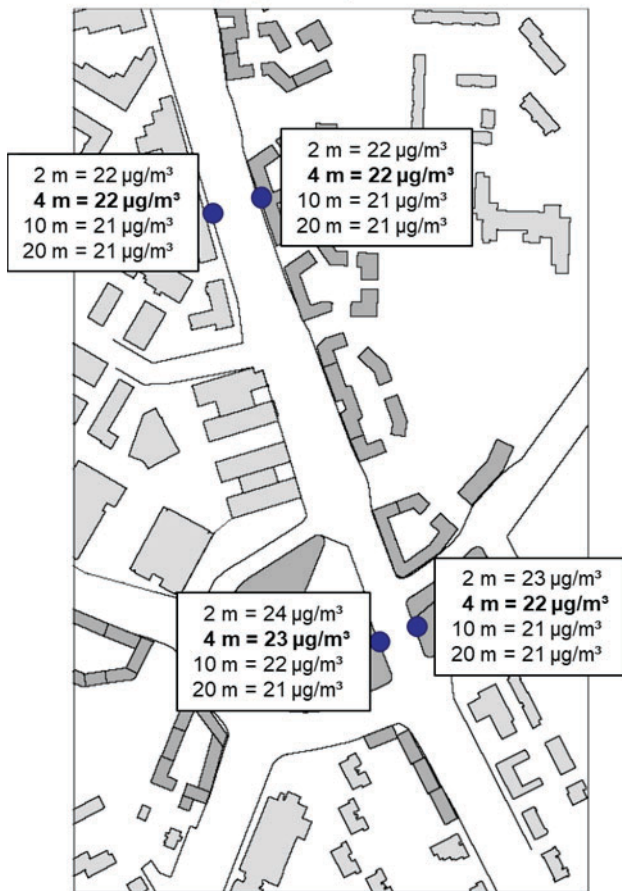 2 m = 22 µg/m³
4 m = 22 µg/m³
10 m = 21 µg/m³
20 m = 21 µg/m³
2 m = 22 µg/m³
4 m = 22 µg/m³
10 m = 21 µg/m³
20 m = 21 µg/m³
2 m = 24 µg/m³
4 m = 23 µg/m³
10 m = 22 µg/m³
20 m = 21 µg/m³
2 m = 23 µg/m³
4 m = 22 µg/m³
10 m = 21 µg/m³
20 m = 21 µg/m³